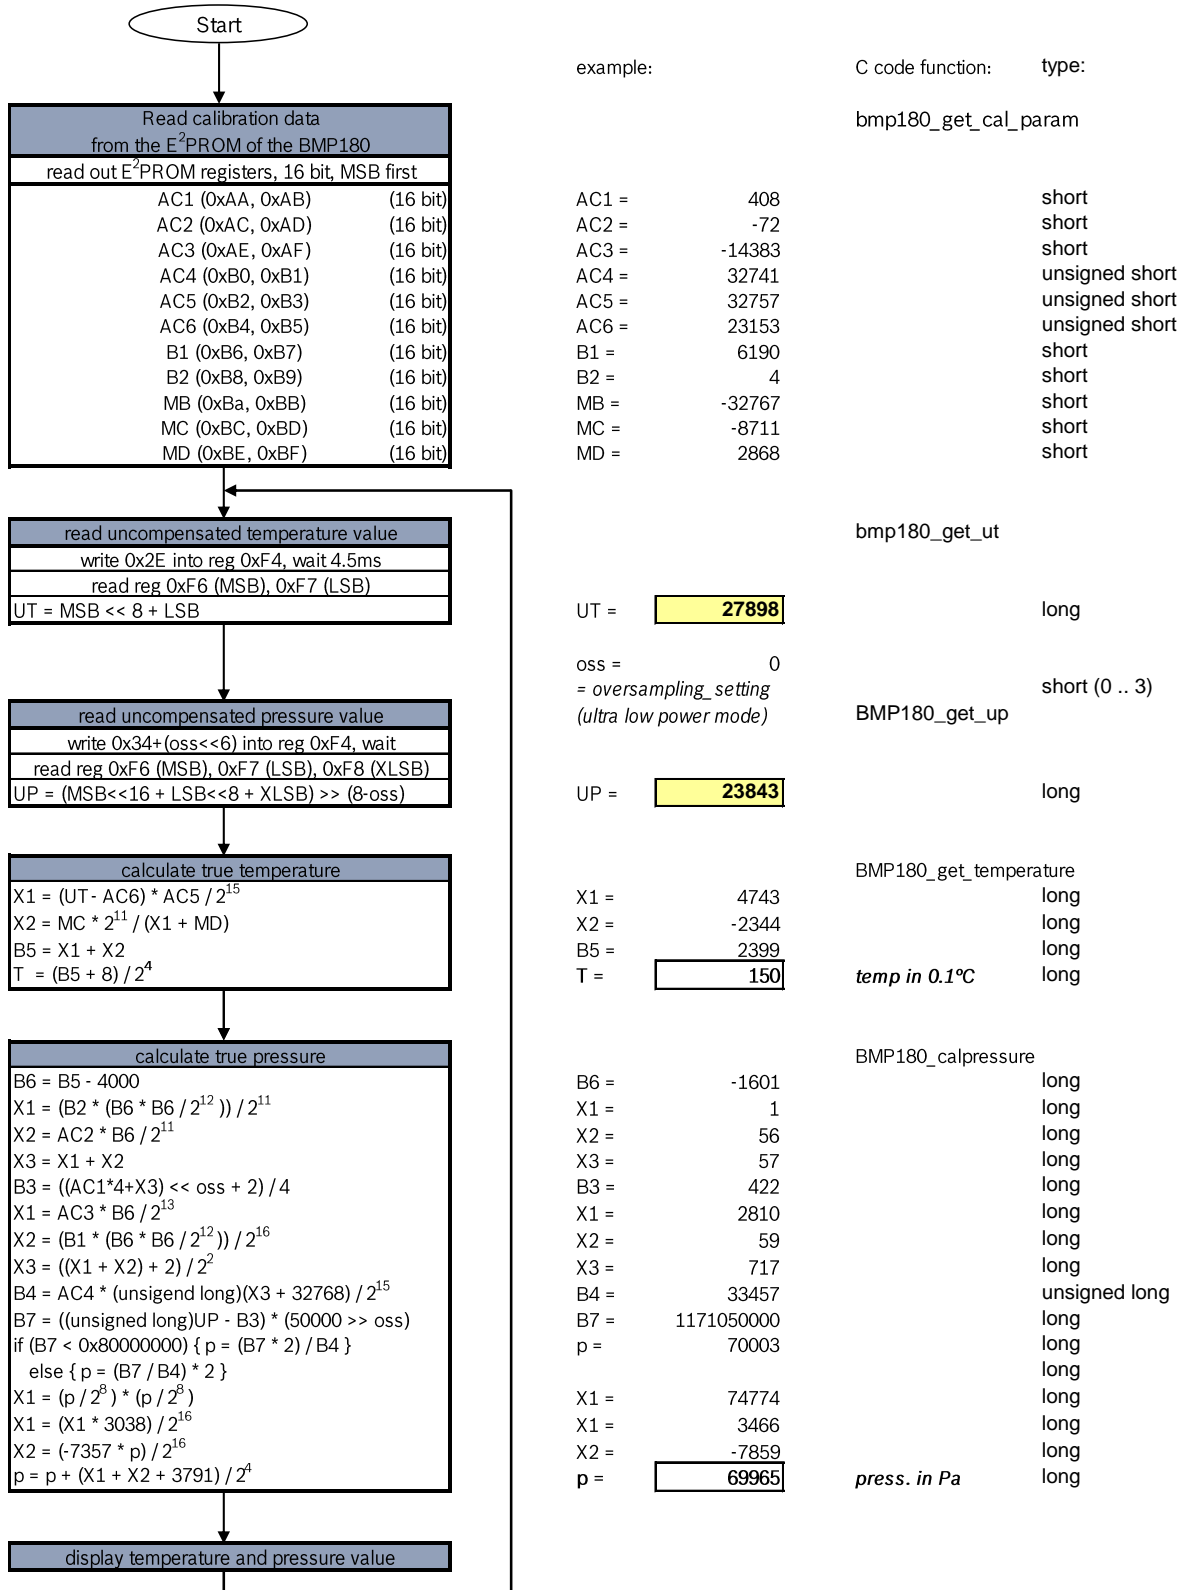 Start
example: C code function: type:
Read calibration data bmp180_get_cal_param
from the E²PROM of the BMP180
read out E²PROM registers, 16 bit, MSB first
AC1 (0xAA, 0xAB) (16 bit) AC1 = 408 short
AC2 (0xAC, 0xAD) (16 bit) AC2 = -72 short
AC3 (0xAE, 0xAF) (16 bit) AC3 = -14383 short
AC4 (0xB0, 0xB1) (16 bit) AC4 = 32741 unsigned short
AC5 (0xB2, 0xB3) (16 bit) AC5 = 32757 unsigned short
AC6 (0xB4, 0xB5) (16 bit) AC6 = 23153 unsigned short
B1 (0xB6, 0xB7) (16 bit) B1 = 6190 short
B2 (0xB8, 0xB9) (16 bit) B2 = 4 short
MB (0xBa, 0xBB) (16 bit) MB = -32767 short
MC (0xBC, 0xBD) (16 bit) MC = -8711 short
MD (0xBE, 0xBF) (16 bit) MD = 2868 short
read uncompensated temperature value bmp180_get_ut
write 0x2E into reg 0xF4, wait 4.5ms
read reg 0xF6 (MSB), 0xF7 (LSB)
UT = MSB << 8 + LSB UT = 27898 long
oss = 0
= oversampling_setting short (0 .. 3)
read uncompensated pressure value (ultra low power mode) BMP180_get_up
write 0x34+(oss<<6) into reg 0xF4, wait
read reg 0xF6 (MSB), 0xF7 (LSB), 0xF8 (XLSB)
UP = (MSB<<16 + LSB<<8 + XLSB) >> (8-oss) UP = 23843 long
calculate true temperature BMP180_get_temperature
X1 = (UT - AC6) * AC5 / 2¹⁵ X1 = 4743 long
X2 = MC * 2¹¹ / (X1 + MD) X2 = -2344 long
B5 = X1 + X2 B5 = 2399 long
T = (B5 + 8) / 2⁴ T = 150 temp in 0.1ºC long
calculate true pressure BMP180_calpressure
B6 = B5 - 4000 B6 = -1601 long
X1 = (B2 * (B6 * B6 / 2¹² )) / 2¹¹ X1 = 1 long
X2 = AC2 * B6 / 2¹¹ X2 = 56 long
X3 = X1 + X2 X3 = 57 long
B3 = ((AC1*4+X3) << oss + 2) / 4 B3 = 422 long
X1 = AC3 * B6 / 2¹³ X1 = 2810 long
X2 = (B1 * (B6 * B6 / 2¹² )) / 2¹⁶ X2 = 59 long
X3 = ((X1 + X2) + 2) / 2² X3 = 717 long
B4 = AC4 * (unsigend long)(X3 + 32768) / 2¹⁵ B4 = 33457 unsigned long
B7 = ((unsigned long)UP - B3) * (50000 >> oss) B7 = 1171050000 long
if (B7 < 0x80000000) { p = (B7 * 2) / B4 } p = 70003 long
else { p = (B7 / B4) * 2 } long
X1 = (p / 2⁸ ) * (p / 2⁸ ) X1 = 74774 long
X1 = (X1 * 3038) / 2¹⁶ X1 = 3466 long
X2 = (-7357 * p) / 2¹⁶ X2 = -7859 long
p = p + (X1 + X2 + 3791) / 2⁴ p = 69965 press. in Pa long
display temperature and pressure value